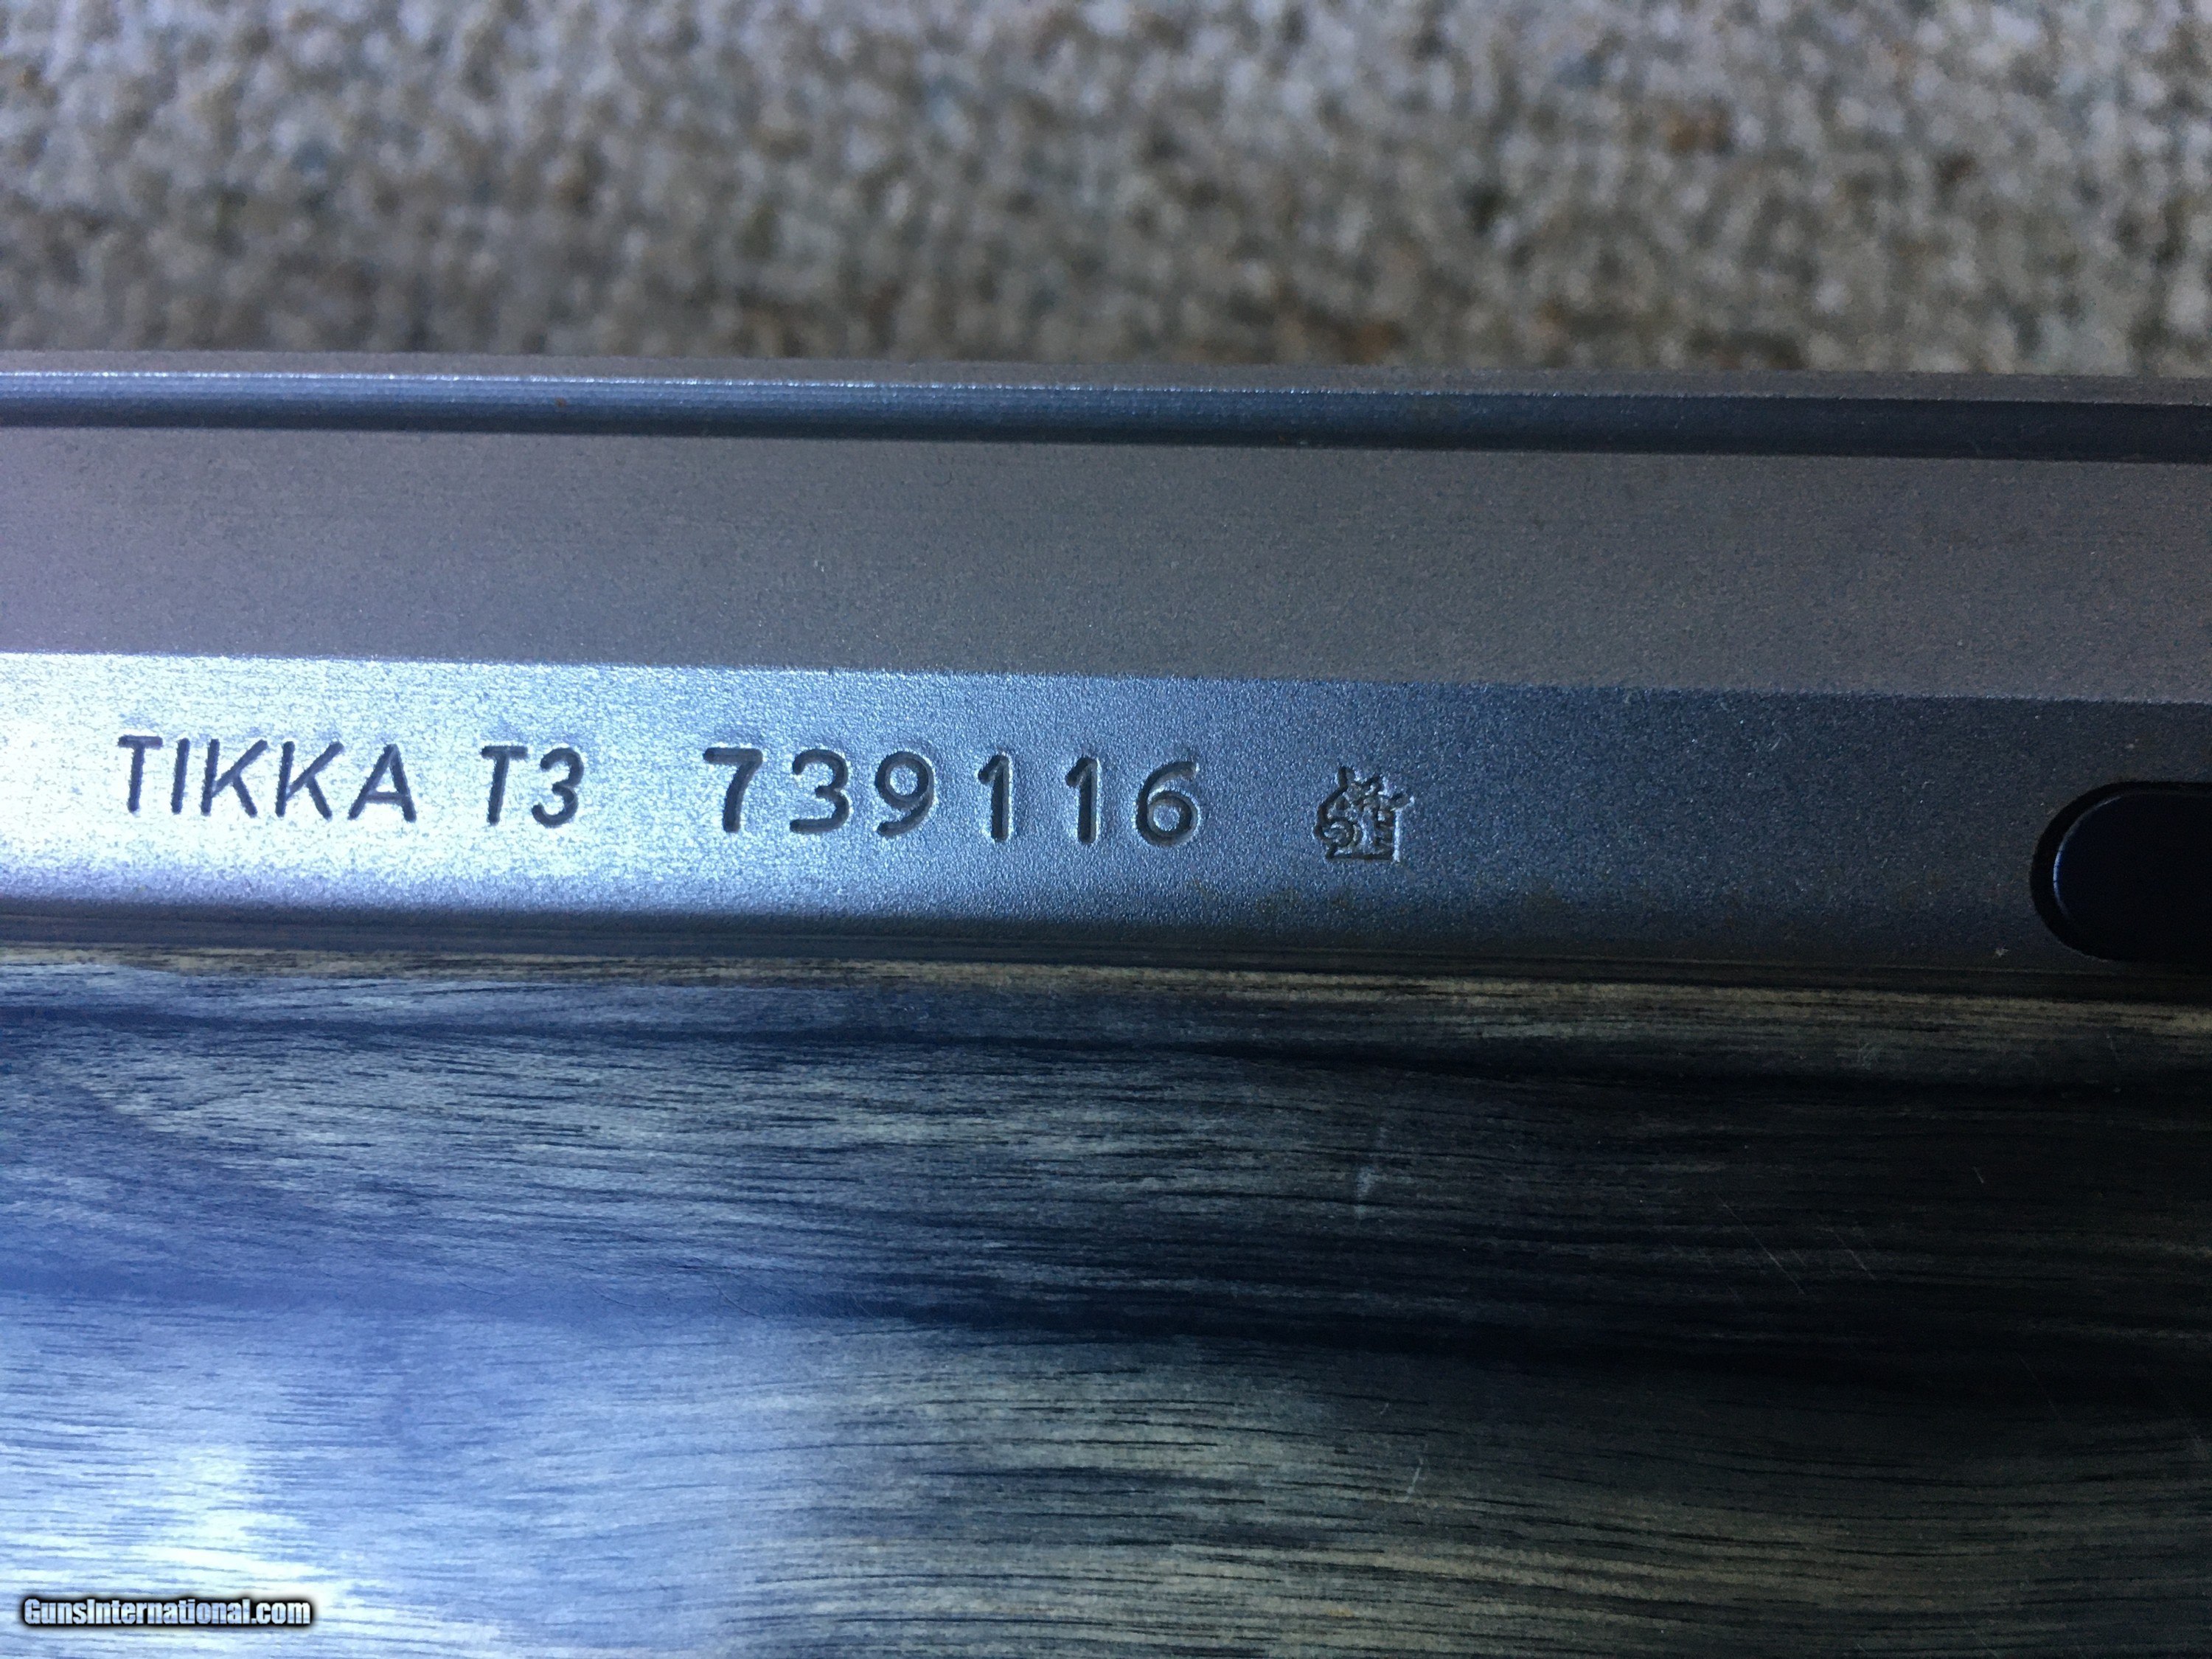 TIKKA T3 739116
GunsInternational.com